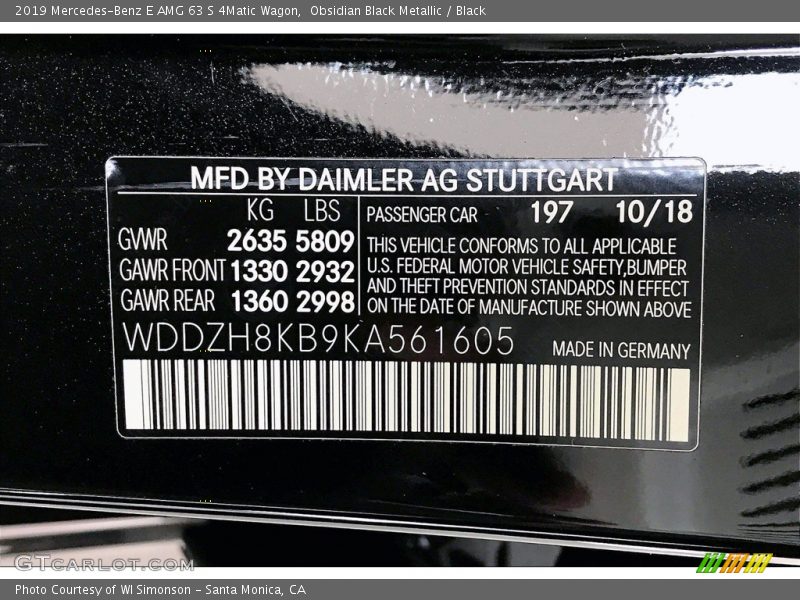 2019 Mercedes-Benz E AMG 63 S 4Matic Wagon,  Obsidian Black Metallic / Black
MFD BY DAIMLER AG STUTTGART
KG LBS
GVWR 2635 5809
GAWR FRONT 1330 2932
GAWR REAR 1360 2998
PASSENGER CAR 197 10/18
THIS VEHICLE CONFORMS TO ALL APPLICABLE
U.S. FEDERAL MOTOR VEHICLE SAFETY,BUMPER
AND THEFT PREVENTION STANDARDS IN EFFECT
ON THE DATE OF MANUFACTURE SHOWN ABOVE
WDDZH8KB9KA561605
MADE IN GERMANY
GTCARLOT.COM
Photo Courtesy of WI Simonson - Santa Monica, CA